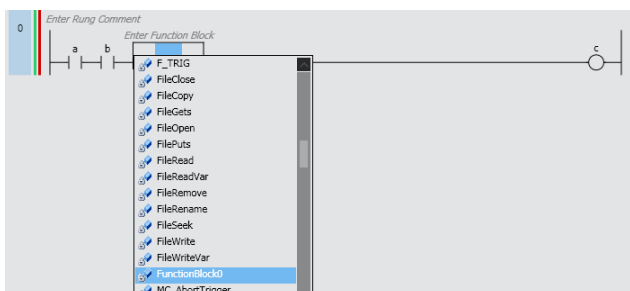 Enter Rung Comment
0
Enter Function Block
a b c
F_TRIG
FileClose
FileCopy
FileGets
FileOpen
FilePuts
FileRead
FileReadVar
FileRemove
FileRename
FileSeek
FileWrite
FileWriteVar
FunctionBlock0
MC_AbortTrigger